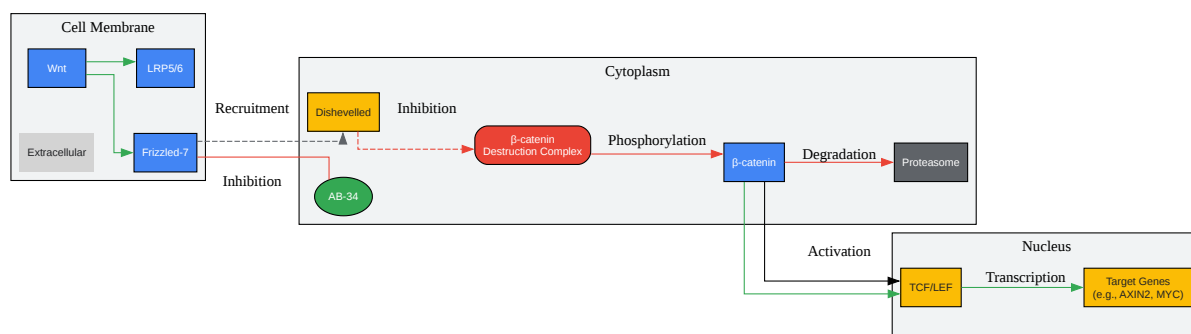 Cell Membrane
Wnt
LRP5/6
Extracellular
Frizzled-7
Recruitment
Inhibition
Cytoplasm
Dishevelled
Inhibition
β-catenin
Destruction Complex
Phosphorylation
β-catenin
Degradation
Proteasome
AB-34
Activation
Nucleus
TCF/LEF
Transcription
Target Genes
(e.g., AXIN2, MYC)